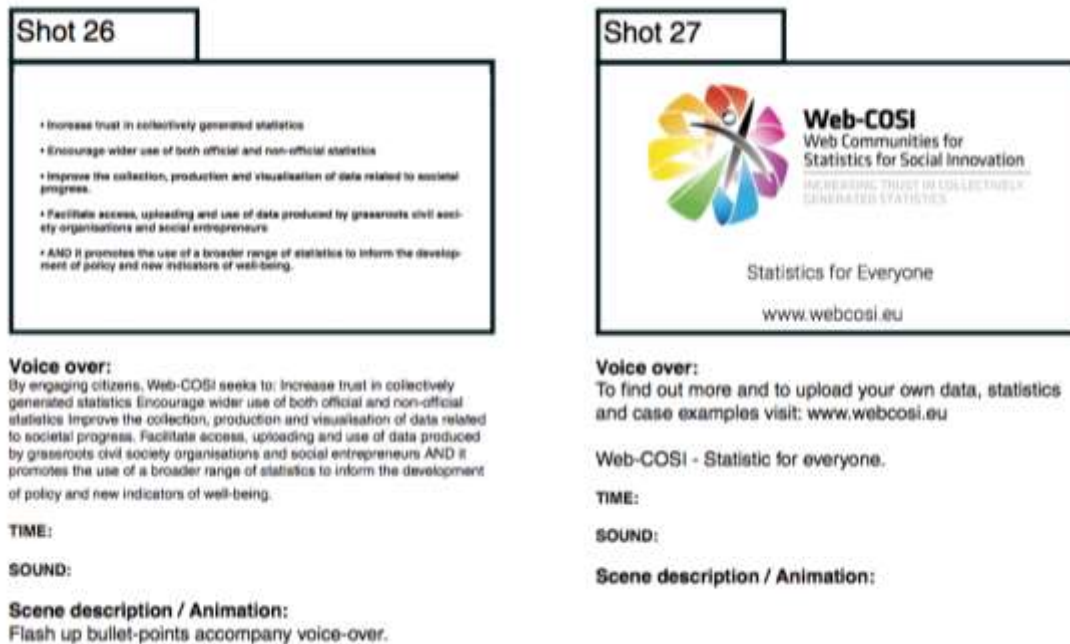 Shot 26
• Increase trust in collectively generated statistics
• Encourage wider use of both official and non-official statistics
• Improve the collection, production and visualisation of data related to societal
progress.
• Facilitate access, uploading and use of data produced by grassroots civil soci-
ety organisations and social entrepreneurs
• AND it promotes the use of a broader range of statistics to inform the develop-
ment of policy and new indicators of well-being.
Voice over:
By engaging citizens, Web-COSI seeks to: Increase trust in collectively
generated statistics Encourage wider use of both official and non-official
statistics Improve the collection, production and visualisation of data related
to societal progress. Facilitate access, uploading and use of data produced
by grassroots civil society organisations and social entrepreneurs AND it
promotes the use of a broader range of statistics to inform the development
of policy and new indicators of well-being.
TIME:
SOUND:
Scene description / Animation:
Flash up bullet-points accompany voice-over.
Shot 27
Web-COSI
Web Communities for
Statistics for Social Innovation
INCREASING TRUST IN COLLECTIVELY
GENERATED STATISTICS
Statistics for Everyone
www.webcosi.eu
Voice over:
To find out more and to upload your own data, statistics
and case examples visit: www.webcosi.eu
Web-COSI - Statistic for everyone.
TIME:
SOUND:
Scene description / Animation: